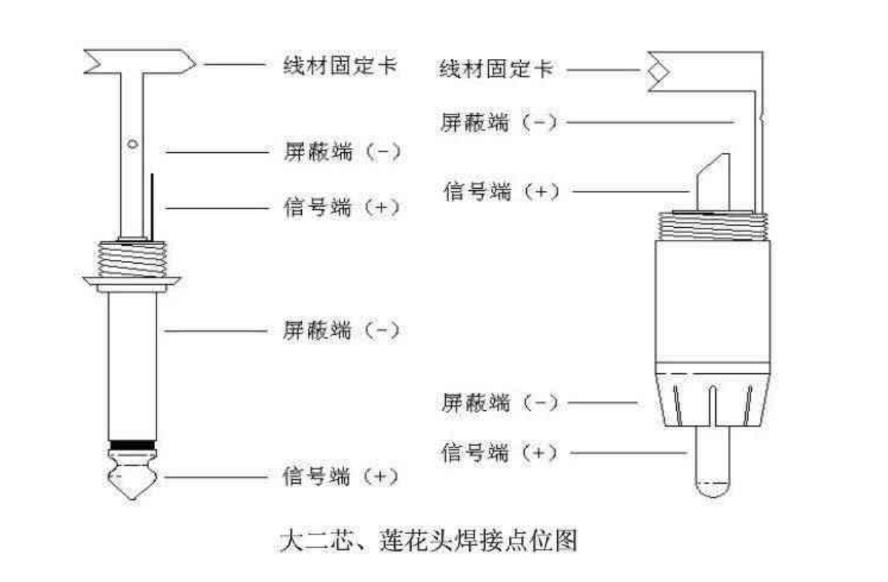 线材固定卡
屏蔽端（-）
信号端（+）
屏蔽端（-）
信号端（+）
线材固定卡
屏蔽端（-）
信号端（+）
屏蔽端（-）
信号端（+）
大二芯、莲花头焊接点位图